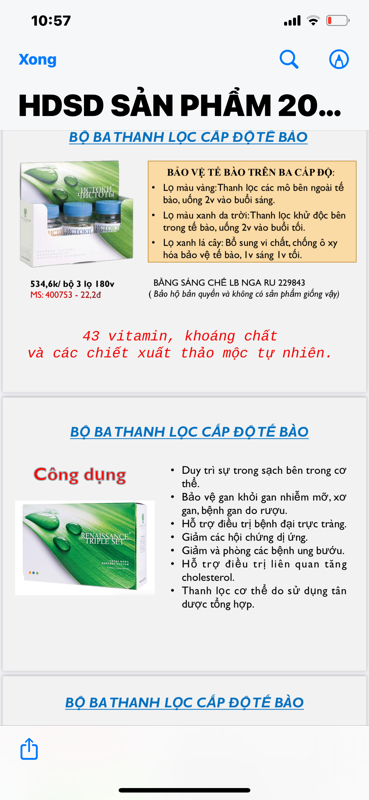 10:57
Xong
HDSD SẢN PHẨM 20...
BỘ BA THANH LỌC CẤP ĐỘ TẾ BÀO
ИСТОКИ
ЧИСТОТЫ
BẢO VỆ TẾ BÀO TRÊN BA CẤP ĐỘ:
• Lọ màu vàng:Thanh lọc các mô bên ngoài tế
bào, uống 2v vào buổi sáng.
• Lọ màu xanh da trời:Thanh lọc khử độc bên
trong tế bào, uống 2v vào buổi tối.
• Lọ xanh lá cây: Bổ sung vi chất, chống ô xy
hóa bảo vệ tế bào, 1v sáng 1v tối.
534,6k/ bộ 3 lọ 180v
MS: 400753 - 22,2đ
BẰNG SÁNG CHẾ LB NGA RU 229843
( Bảo hộ bản quyền và không có sản phẩm giống vậy)
43 vitamin, khoáng chất
và các chiết xuất thảo mộc tự nhiên.
BỘ BA THANH LỌC CẤP ĐỘ TẾ BÀO
Công dụng
RENAISSANCE
TRIPLE SET
• Duy trì sự trong sạch bên trong cơ
thể.
• Bảo vệ gan khỏi gan nhiễm mỡ, xơ
gan, bệnh gan do rượu.
• Hỗ trợ điều trị bệnh đại trực tràng.
• Giảm các hội chứng dị ứng.
• Giảm và phòng các bệnh ung bướu.
• Hỗ trợ điều trị liên quan tăng
cholesterol.
• Thanh lọc cơ thể do sử dụng tân
dược tổng hợp.
BỘ BA THANH LỌC CẤP ĐỘ TẾ BÀO